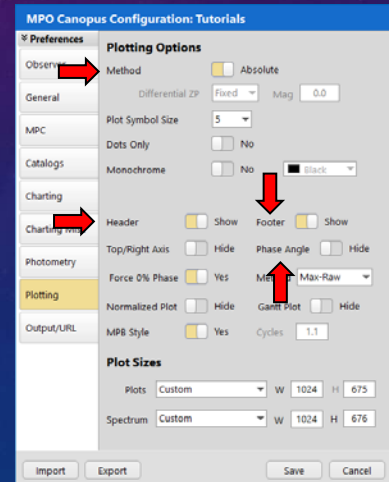 MPO Canopus Configuration: Tutorials
Preferences
Observer
General
MPC
Catalogs
Charting
Charting
Photometry
Plotting
Output/URL
Plotting Options
Method Absolute
Differential ZP Fixed Mag 0.0
Plot Symbol Size 5
Dots Only No
Monochrome No Black
Header Show Footer Show
Top/Right Axis Hide Phase Angle Hide
Force 0% Phase Yes Max-Raw
Normalized Plot Hide Gantt Plot Hide
MPB Style Yes Cycles 1.1
Plot Sizes
Plots Custom W 1024 H 675
Spectrum Custom W 1024 H 676
Import Export Save Cancel